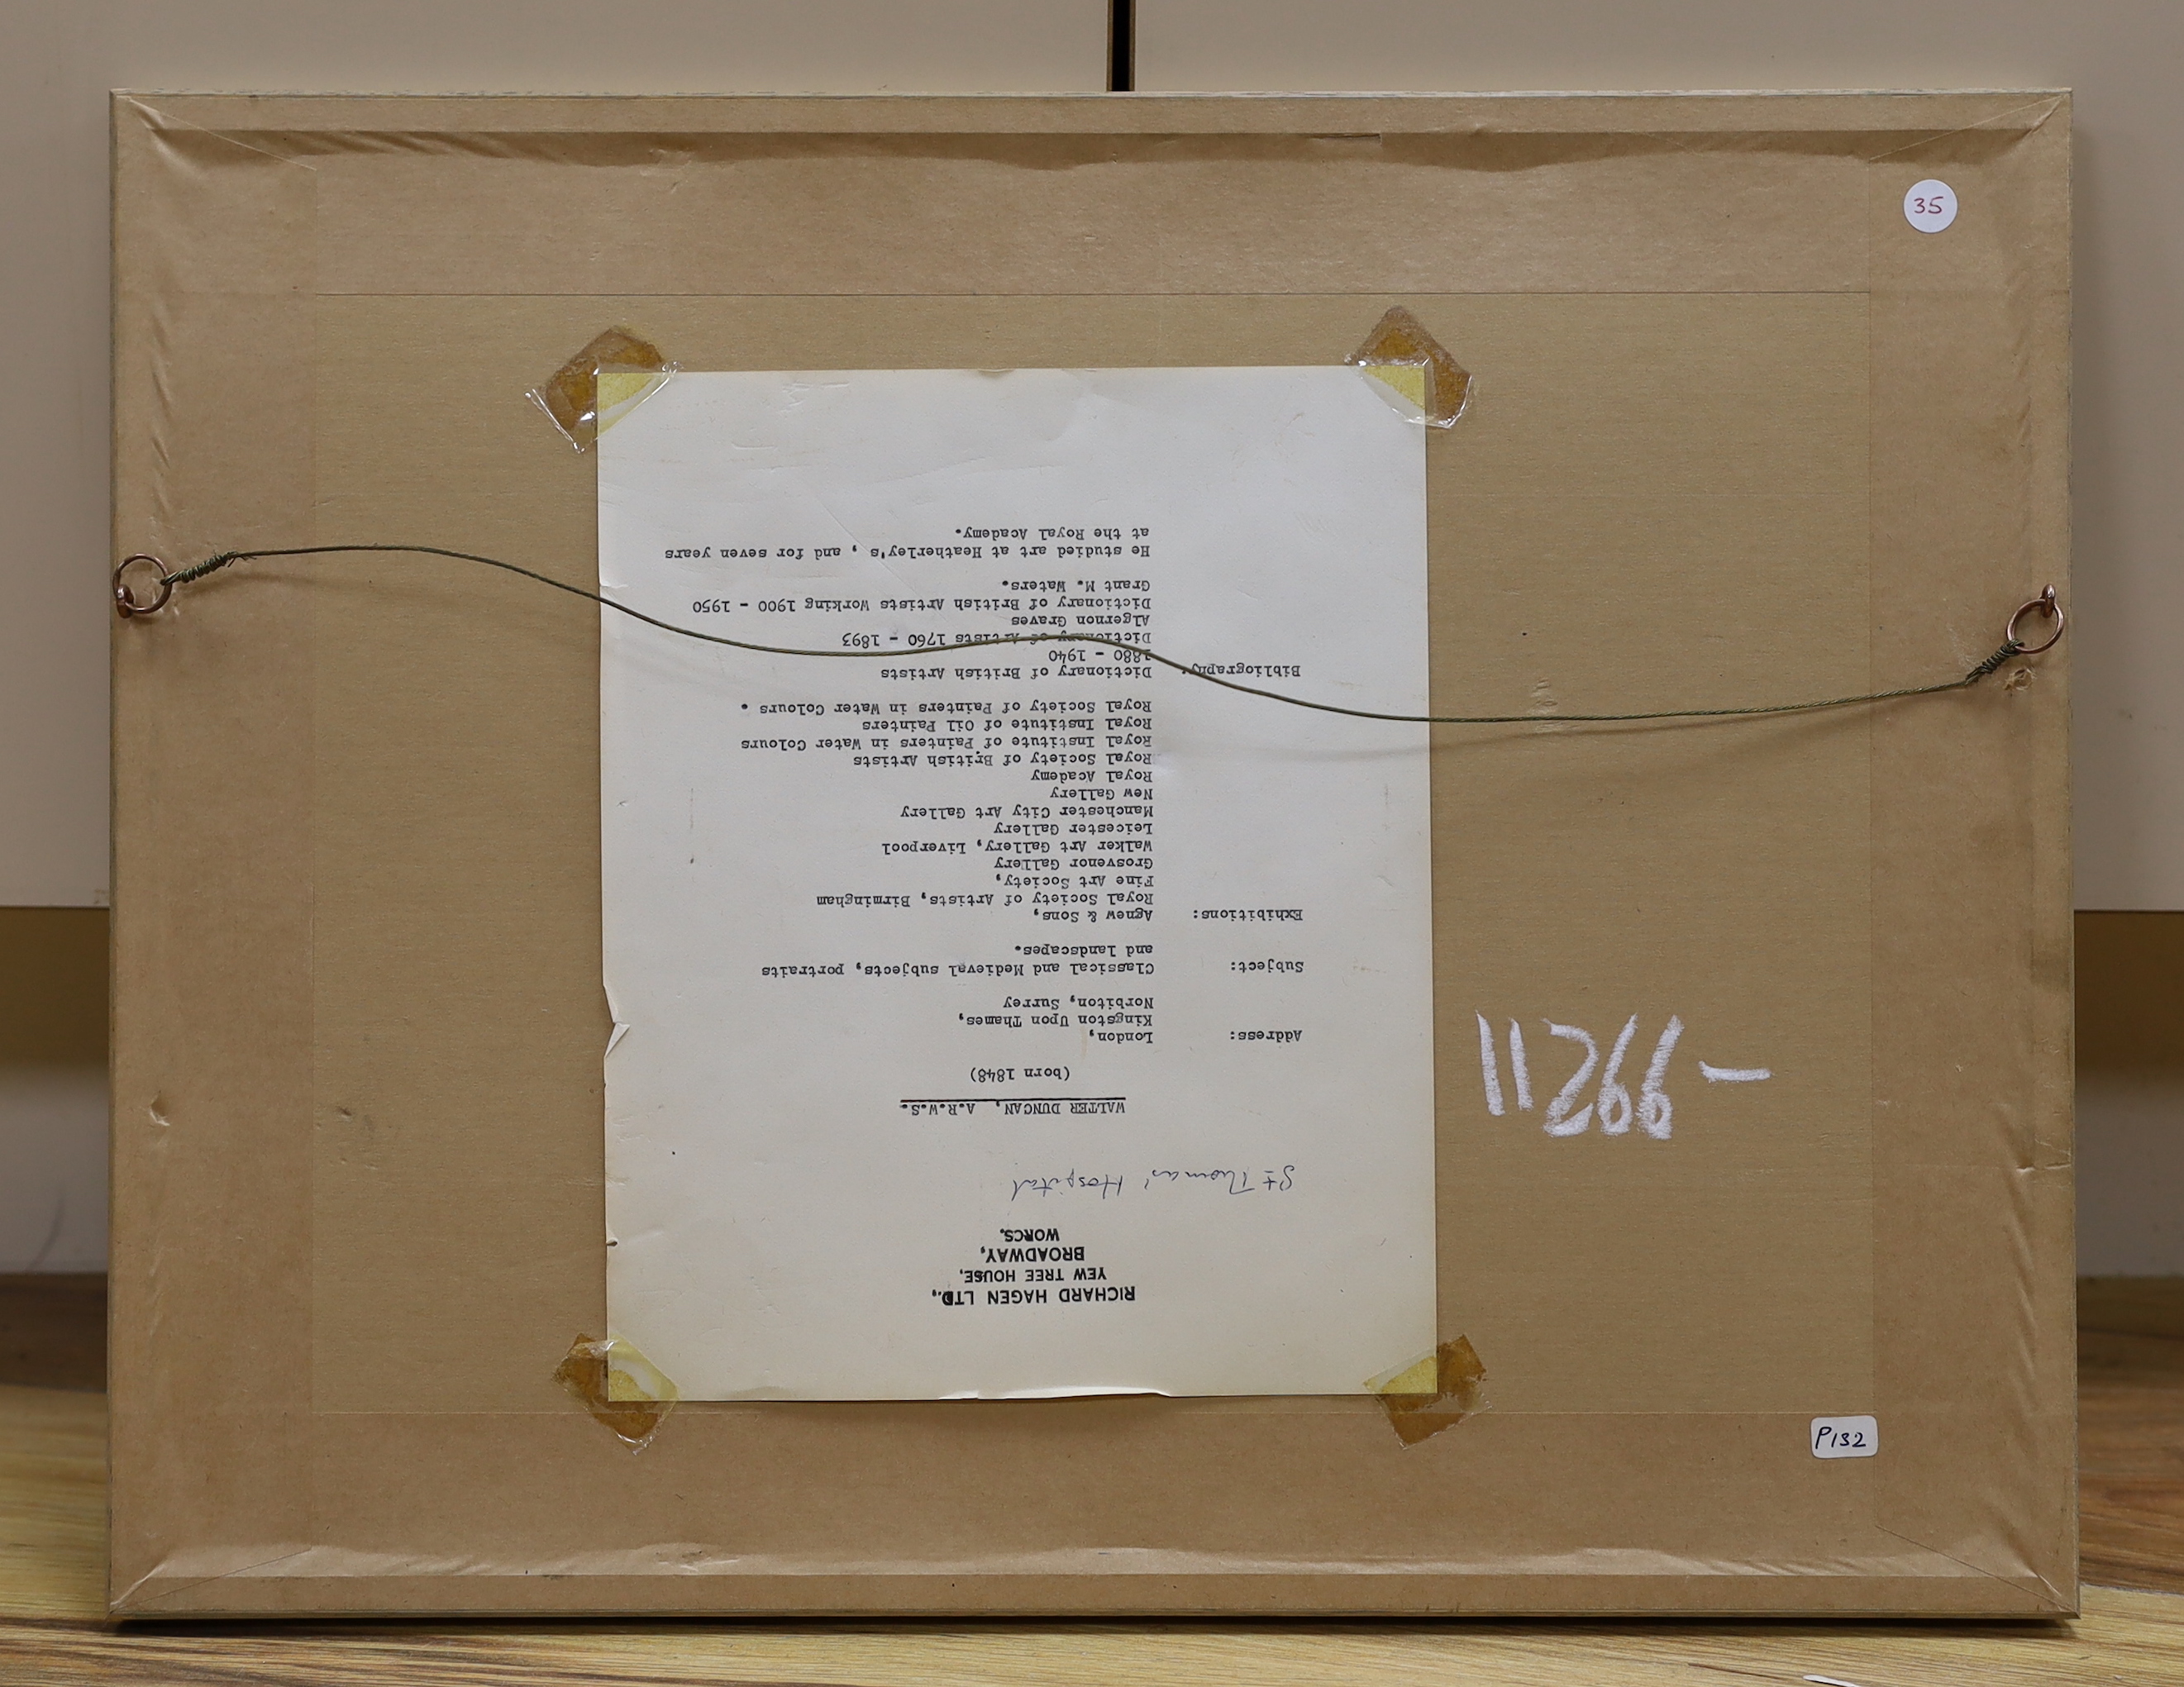 RICHARD HAGEN LTD.,
YEW TREE HOUSE,
BROADWAY,
WORCS.
St Thomas' Hospital
WALTER DUNCAN, A.R.W.S.
(born 1848)
Address: London,
Kingston Upon Thames,
Norbiton, Surrey
Subject: Classical and Medieval subjects, portraits
and landscapes.
Exhibitions: Agnew & Sons,
Royal Society of Artists, Birmingham
Fine Art Society,
Grosvenor Gallery
Walker Art Gallery, Liverpool
Leicester Gallery
Manchester City Art Gallery
New Gallery
Royal Academy
Royal Society of British Artists
Royal Institute of Painters in Water Colours
Royal Institute of Oil Painters
Royal Society of Painters in Water Colours .
Bibliography: Dictionary of British Artists
1880 - 1940
Dictionary of Artists 1760 - 1893
Algernon Graves
Dictionary of British Artists Working 1900 - 1950
Grant M. Waters.
He studied art at Heatherley's , and for seven years
at the Royal Academy.
35
11266-
P132